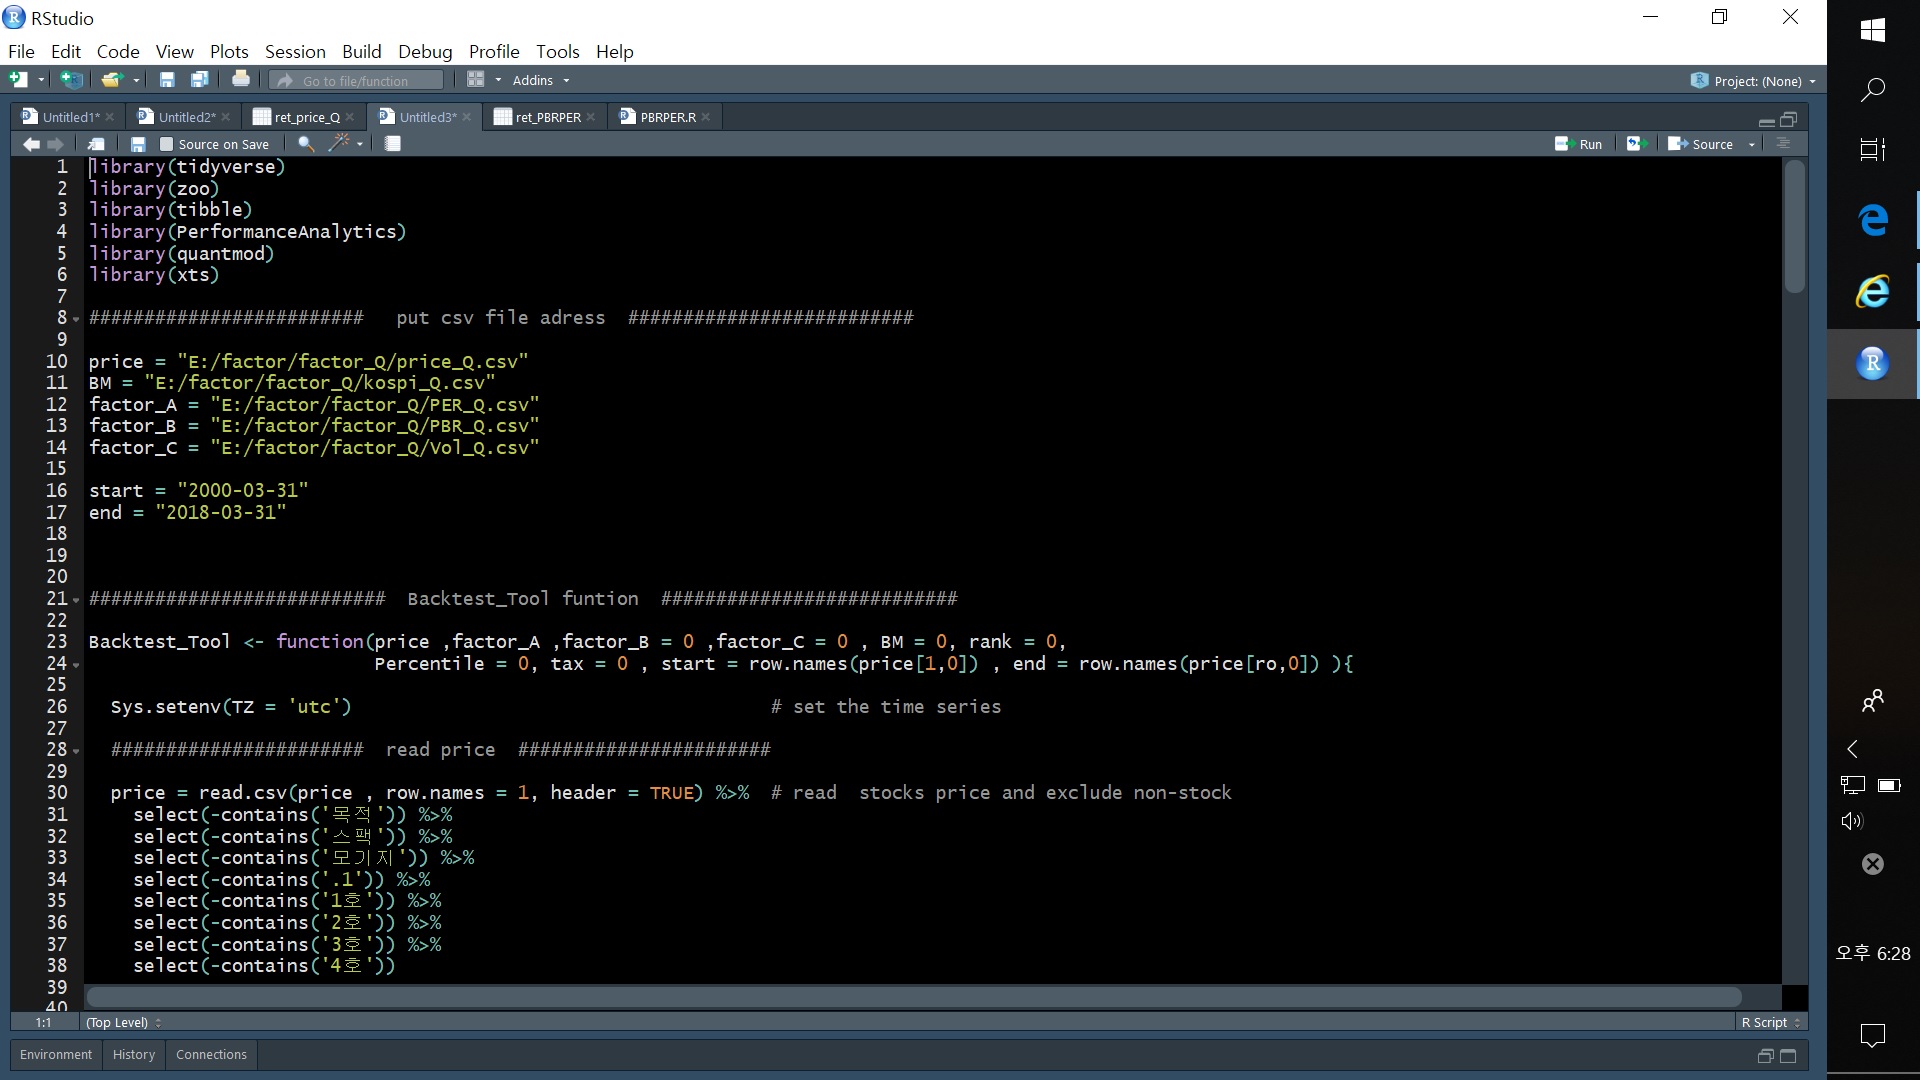 RStudio
File Edit Code View Plots Session Build Debug Profile Tools Help
Go to file/function Addins Project: (None)
Untitled1* Untitled2* ret_price_Q Untitled3* ret_PBRPER PBRPER.R
Source on Save Run Source
1 library(tidyverse)
2 library(zoo)
3 library(tibble)
4 library(PerformanceAnalytics)
5 library(quantmod)
6 library(xts)
7
8 ######################### put csv file adress ##########################
9
10 price = "E:/factor/factor_Q/price_Q.csv"
11 BM = "E:/factor/factor_Q/kospi_Q.csv"
12 factor_A = "E:/factor/factor_Q/PER_Q.csv"
13 factor_B = "E:/factor/factor_Q/PBR_Q.csv"
14 factor_C = "E:/factor/factor_Q/Vol_Q.csv"
15
16 start = "2000-03-31"
17 end = "2018-03-31"
18
19
20
21 ########################### Backtest_Tool funtion ###########################
22
23 Backtest_Tool <- function(price ,factor_A ,factor_B = 0 ,factor_C = 0 , BM = 0, rank = 0,
24 Percentile = 0, tax = 0 , start = row.names(price[1,0]) , end = row.names(price[ro,0]) ){
25
26 Sys.setenv(TZ = 'utc') # set the time series
27
28 ####################### read price #######################
29
30 price = read.csv(price , row.names = 1, header = TRUE) %>% # read stocks price and exclude non-stock
31 select(-contains('목적')) %>%
32 select(-contains('스팩')) %>%
33 select(-contains('모기지')) %>%
34 select(-contains('.1')) %>%
35 select(-contains('1호')) %>%
36 select(-contains('2호')) %>%
37 select(-contains('3호')) %>%
38 select(-contains('4호'))
39
40
1:1 (Top Level) R Script
Environment History Connections
오후 6:28